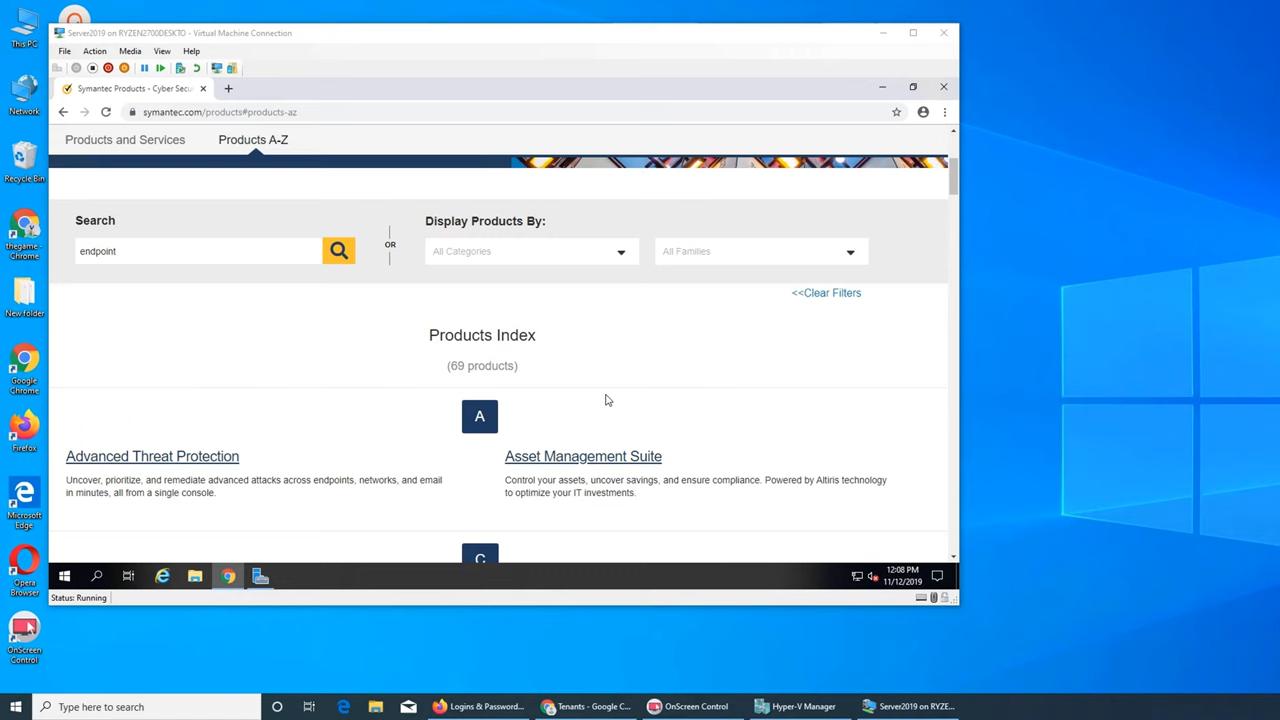 This PC
Network
Recycle Bin
thegame -
Chrome
New folder
Google
Chrome
Firefox
Microsoft
Edge
Opera
Browser
OnScreen
Control
Server2019 on RYZEN2700DESKTO - Virtual Machine Connection
File Action Media View Help
Symantec Products - Cyber Secu
symantec.com/products#products-az
Products and Services Products A-Z
Search
endpoint
OR
Display Products By:
All Categories
All Families
<<Clear Filters
Products Index
(69 products)
A
Advanced Threat Protection
Uncover, prioritize, and remediate advanced attacks across endpoints, networks, and email
in minutes, all from a single console.
Asset Management Suite
Control your assets, uncover savings, and ensure compliance. Powered by Altiris technology
to optimize your IT investments.
C
12:08 PM
11/12/2019
Status: Running
Type here to search
Logins & Password...
Tenants - Google C...
OnScreen Control
Hyper-V Manager
Server2019 on RYZE...